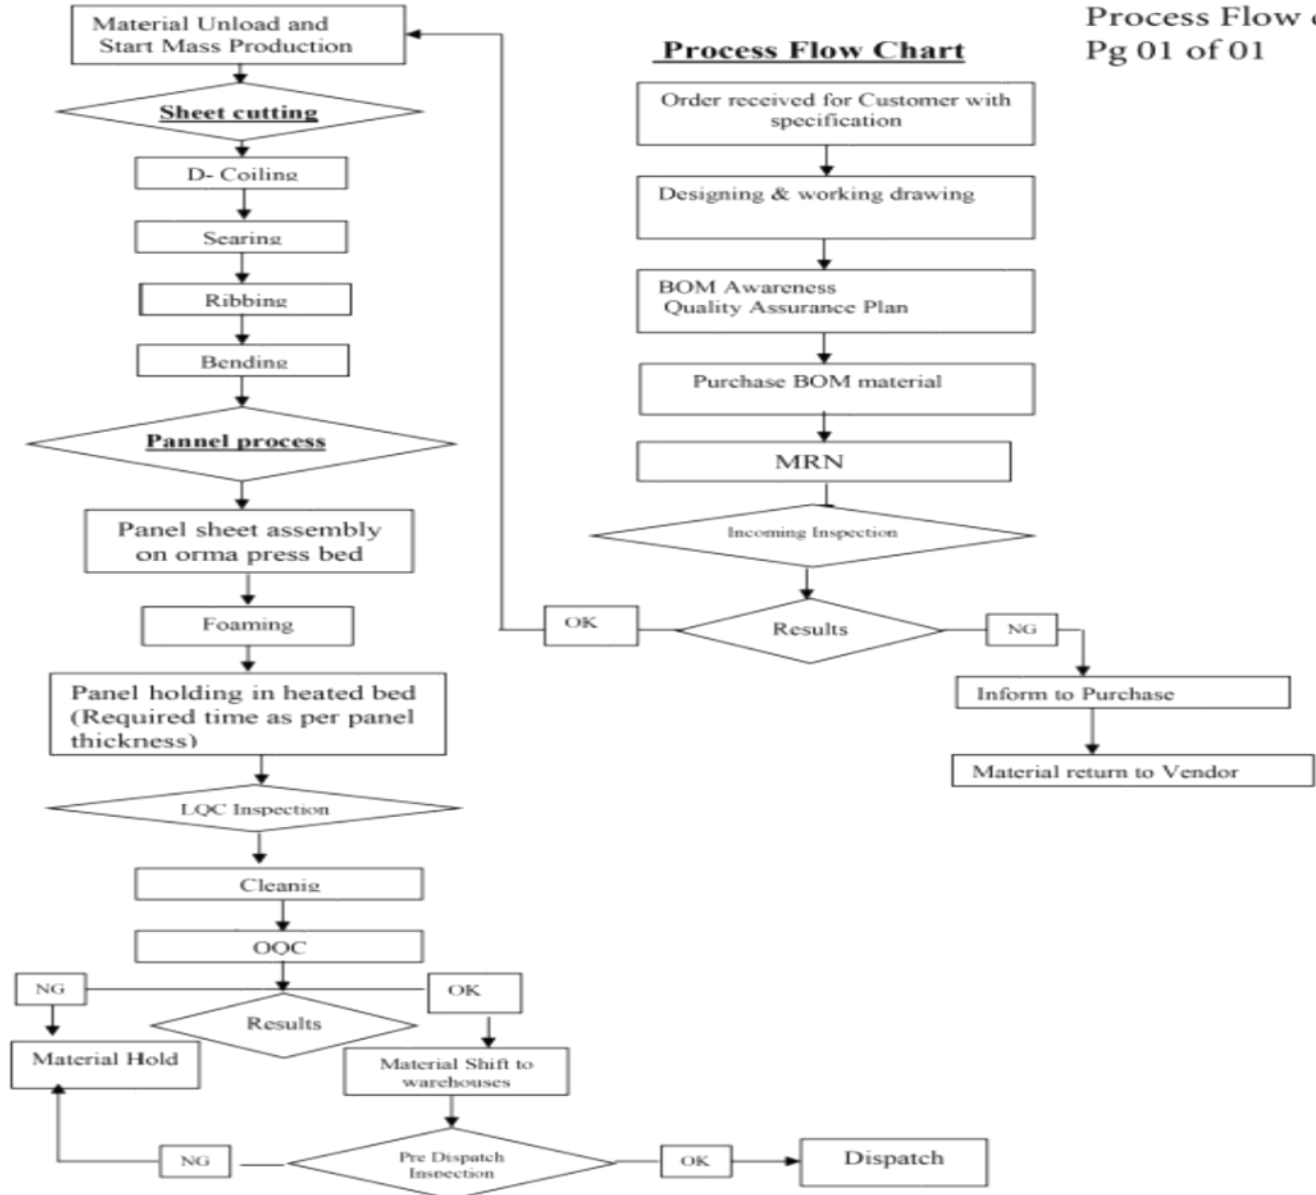 Process Flow
Pg 01 of 01
Process Flow Chart
Order received for Customer with
specification
Designing & working drawing
BOM Awareness
Quality Assurance Plan
Purchase BOM material
MRN
Incoming Inspection
Results
OK
NG
Inform to Purchase
Material return to Vendor
Material Unload and
Start Mass Production
Sheet cutting
D- Coiling
Searing
Ribbing
Bending
Pannel process
Panel sheet assembly
on orma press bed
Foaming
Panel holding in heated bed
(Required time as per panel
thickness)
LQC Inspection
Cleanig
OQC
NG
OK
Results
Material Hold
Material Shift to
warehouses
Pre Dispatch
Inspection
NG
OK
Dispatch